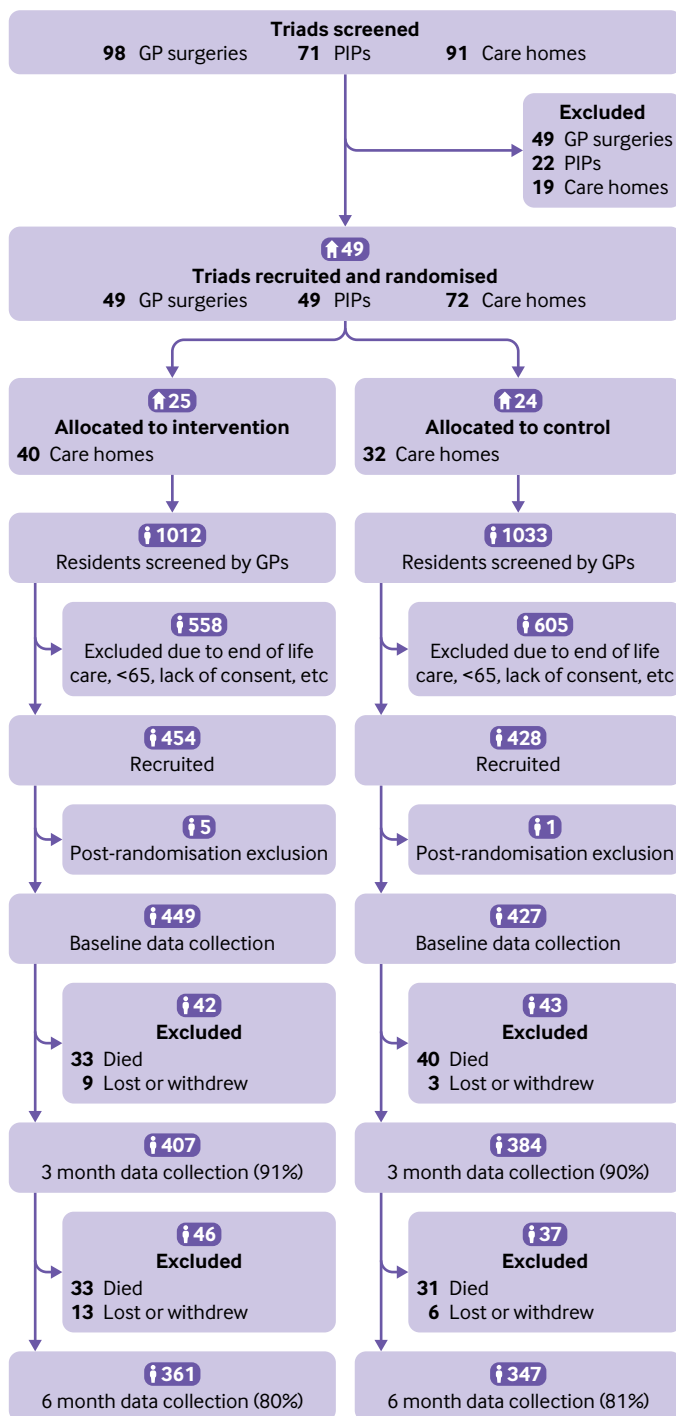 Triads screened
98 GP surgeries 71 PIPs 91 Care homes
Excluded
49 GP surgeries
22 PIPs
19 Care homes
49
Triads recruited and randomised
49 GP surgeries 49 PIPs 72 Care homes
25
Allocated to intervention
40 Care homes
24
Allocated to control
32 Care homes
1012
Residents screened by GPs
1033
Residents screened by GPs
558
Excluded due to end of life
care, <65, lack of consent, etc
605
Excluded due to end of life
care, <65, lack of consent, etc
454
Recruited
428
Recruited
5
Post-randomisation exclusion
1
Post-randomisation exclusion
449
Baseline data collection
427
Baseline data collection
42
Excluded
33 Died
9 Lost or withdrew
43
Excluded
40 Died
3 Lost or withdrew
407
3 month data collection (91%)
384
3 month data collection (90%)
46
Excluded
33 Died
13 Lost or withdrew
37
Excluded
31 Died
6 Lost or withdrew
361
6 month data collection (80%)
347
6 month data collection (81%)